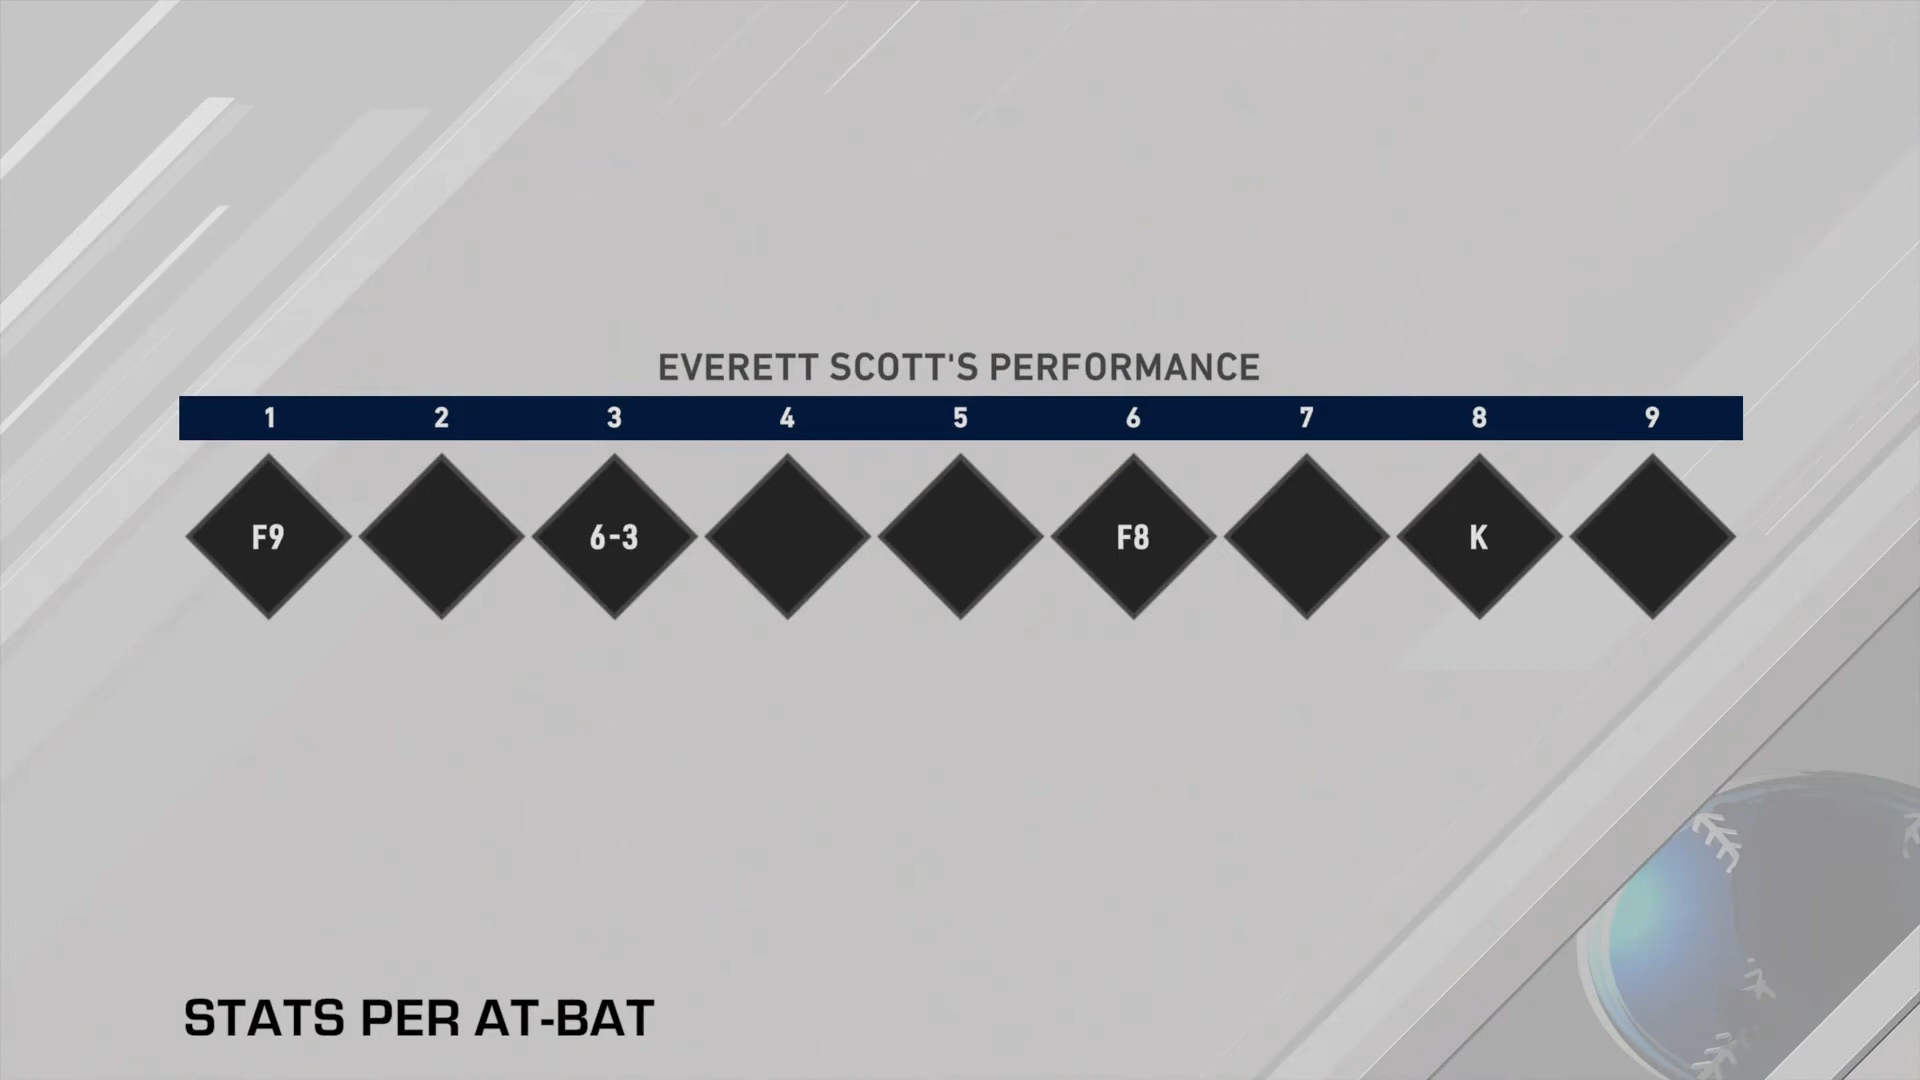 EVERETT SCOTT'S PERFORMANCE
1 2 3 4 5 6 7 8 9
F9 6-3 F8 K
STATS PER AT-BAT